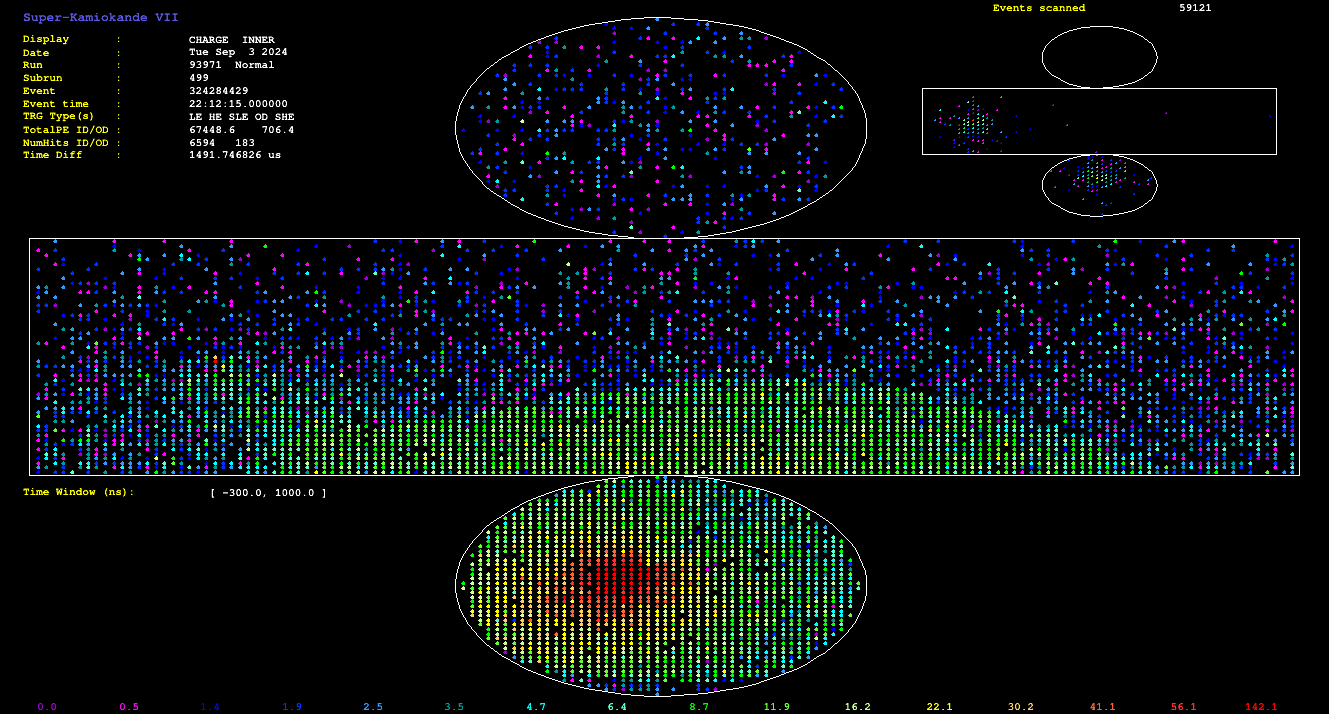 Super-Kamiokande VII
Events scanned 59121
Display : CHARGE INNER
Date : Tue Sep 3 2024
Run : 93971 Normal
Subrun : 499
Event : 324284429
Event time : 22:12:15.000000
TRG Type(s) : LE HE SLE OD SHE
TotalPE ID/OD : 67448.6 706.4
NumHits ID/OD : 6594 183
Time Diff : 1491.746826 us
Time Window (ns): [ -300.0, 1000.0 ]
0.0 0.5 1.4 1.9 2.5 3.5 4.7 6.4 8.7 11.9 16.2 22.1 30.2 41.1 56.1 142.1